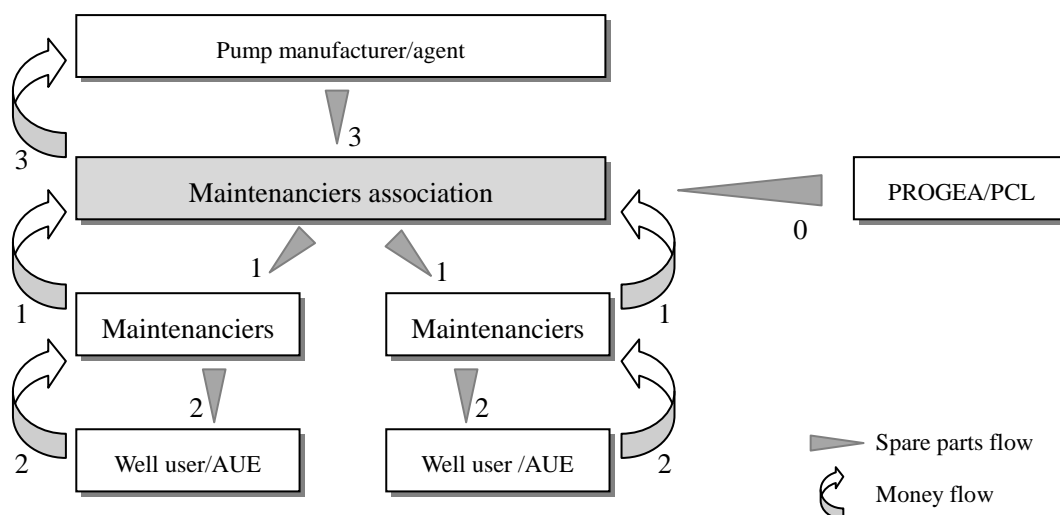 Pump manufacturer/agent
3
3
Maintenanciers association
PROGEA/PCL
0
1
1
Maintenanciers
Maintenanciers
1
1
2
2
Well user/AUE
Well user /AUE
2
2
Spare parts flow
Money flow